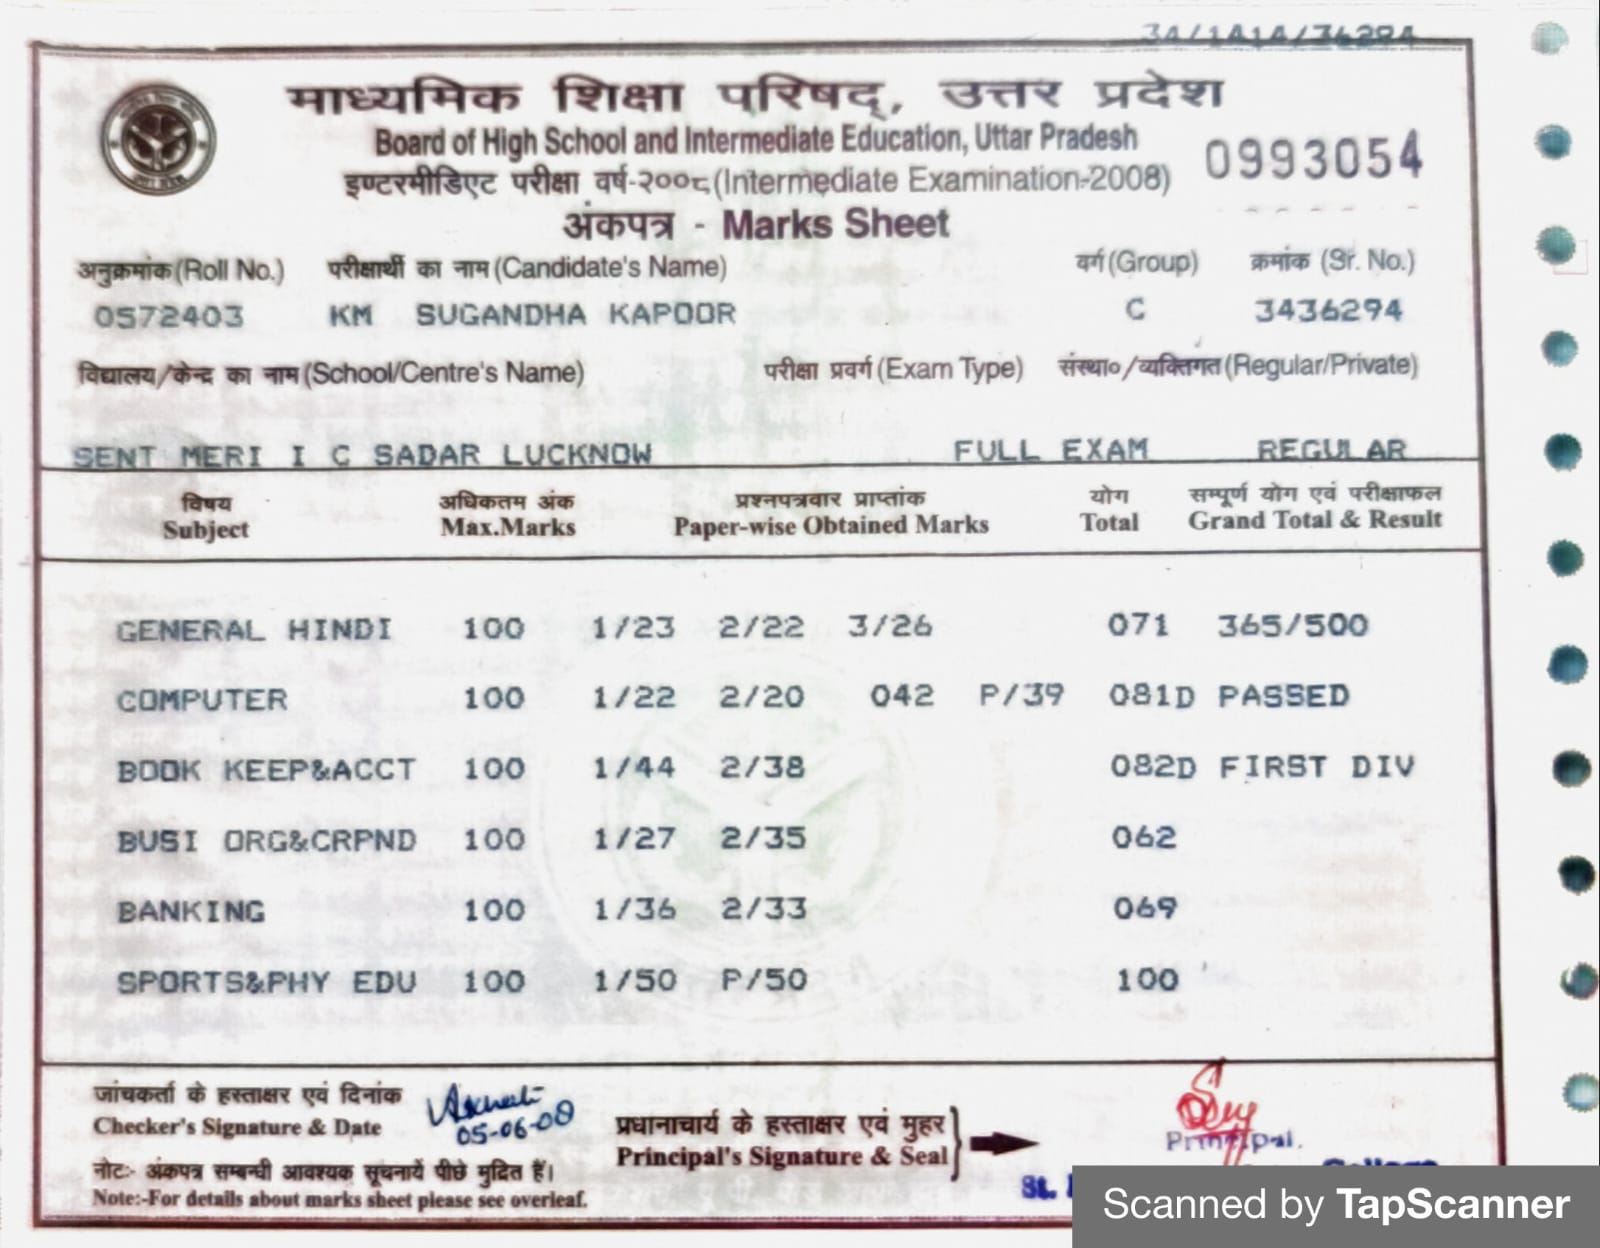 34/1414/36294
माध्यमिक शिक्षा परिषद्, उत्तर प्रदेश
Board of High School and Intermediate Education, Uttar Pradesh
0993054
इण्टरमीडिएट परीक्षा वर्ष-२००८(Intermediate Examination-2008)
अंकपत्र - Marks Sheet
अनुक्रमांक(Roll No.) परीक्षार्थी का नाम(Candidate's Name) वर्ग(Group) क्रमांक (Sr. No.)
0572403 KM SUGANDHA KAPOOR C 3436294
विद्यालय/केन्द्र का नाम(School/Centre's Name) परीक्षा प्रवर्ग(Exam Type) संस्था०/व्यक्तिगत(Regular/Private)
SENT MERI I C SADAR LUCKNOW FULL EXAM REGULAR
विषय अधिकतम अंक प्रश्नपत्रवार प्राप्तांक योग सम्पूर्ण योग एवं परीक्षाफल
Subject Max.Marks Paper-wise Obtained Marks Total Grand Total & Result
GENERAL HINDI 100 1/23 2/22 3/26 071 365/500
COMPUTER 100 1/22 2/20 042 P/39 081D PASSED
BOOK KEEP&ACCT 100 1/44 2/38 082D FIRST DIV
BUSI ORG&CRPND 100 1/27 2/35 062
BANKING 100 1/36 2/33 069
SPORTS&PHY EDU 100 1/50 P/50 100
जांचकर्ता के हस्ताक्षर एवं दिनांक
Checker's Signature & Date 05-06-08
प्रधानाचार्य के हस्ताक्षर एवं मुहर
Principal's Signature & Seal
Principal.
College
St.
नोट:- अंकपत्र सम्बन्धी आवश्यक सूचनायें पीछे मुद्रित हैं।
Note:-For details about marks sheet please see overleaf.
Scanned by TapScanner